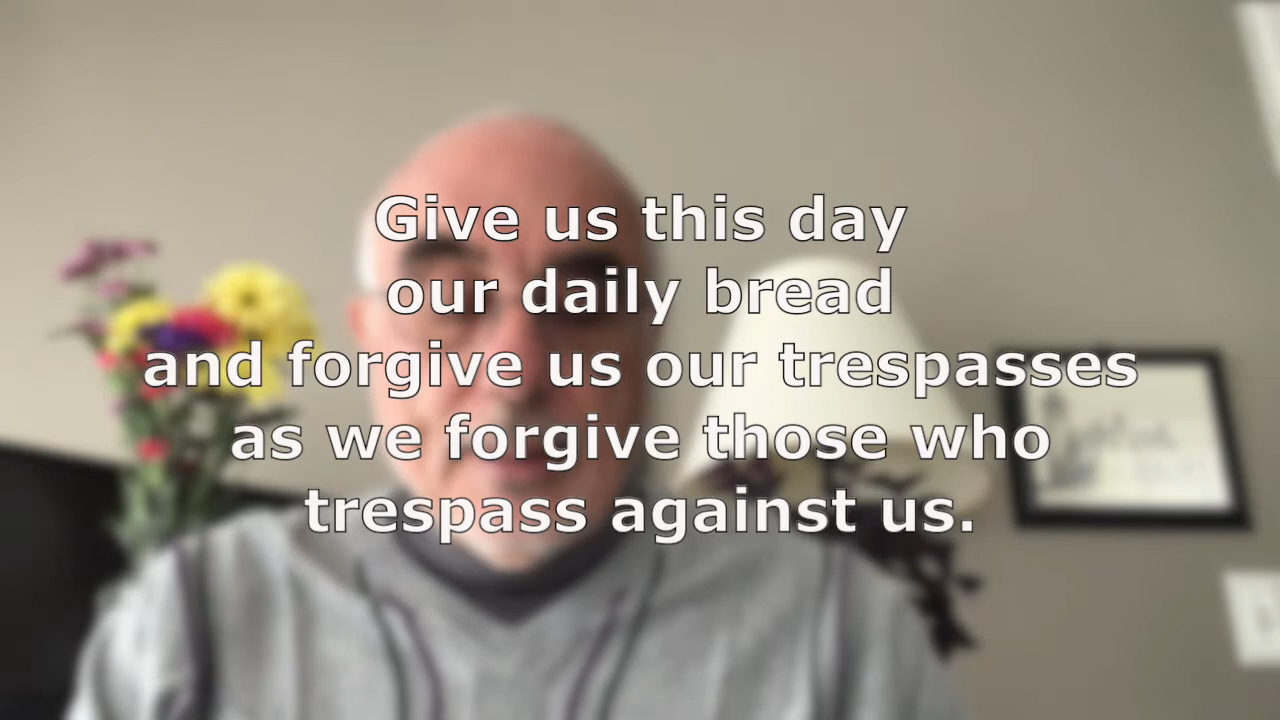 Give us this day
our daily bread
and forgive us our trespasses
as we forgive those who
trespass against us.